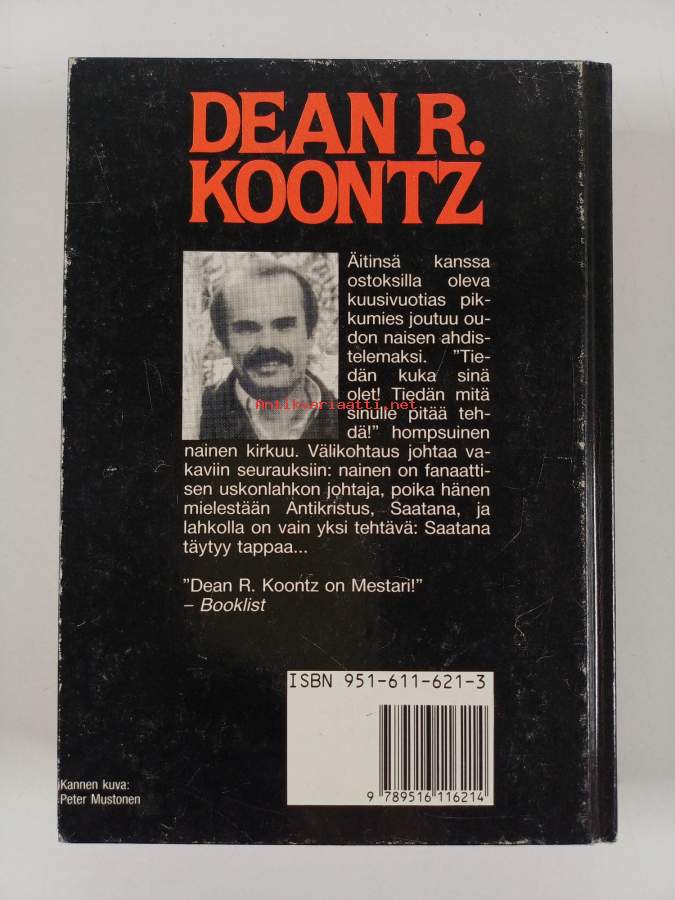 DEAN R.
KOONTZ
Äitinsä kanssa
ostoksilla oleva
kuusivuotias pik-
kumies joutuu ou-
don naisen ahdis-
telemaksi. ”Tie-
dän kuka sinä
olet! Tiedän mitä
Antikvariaatti.net
sinulle pitää teh-
dä!” hompsuinen
nainen kirkuu. Välikohtaus johtaa va-
kaviin seurauksiin: nainen on fanaatti-
sen uskonlahkon johtaja, poika hänen
mielestään Antikristus, Saatana, ja
lahkolla on vain yksi tehtävä: Saatana
täytyy tappaa...
”Dean R. Koontz on Mestari!”
– Booklist
ISBN 951-611-621-3
9 789516 116214
Kannen kuva:
Peter Mustonen